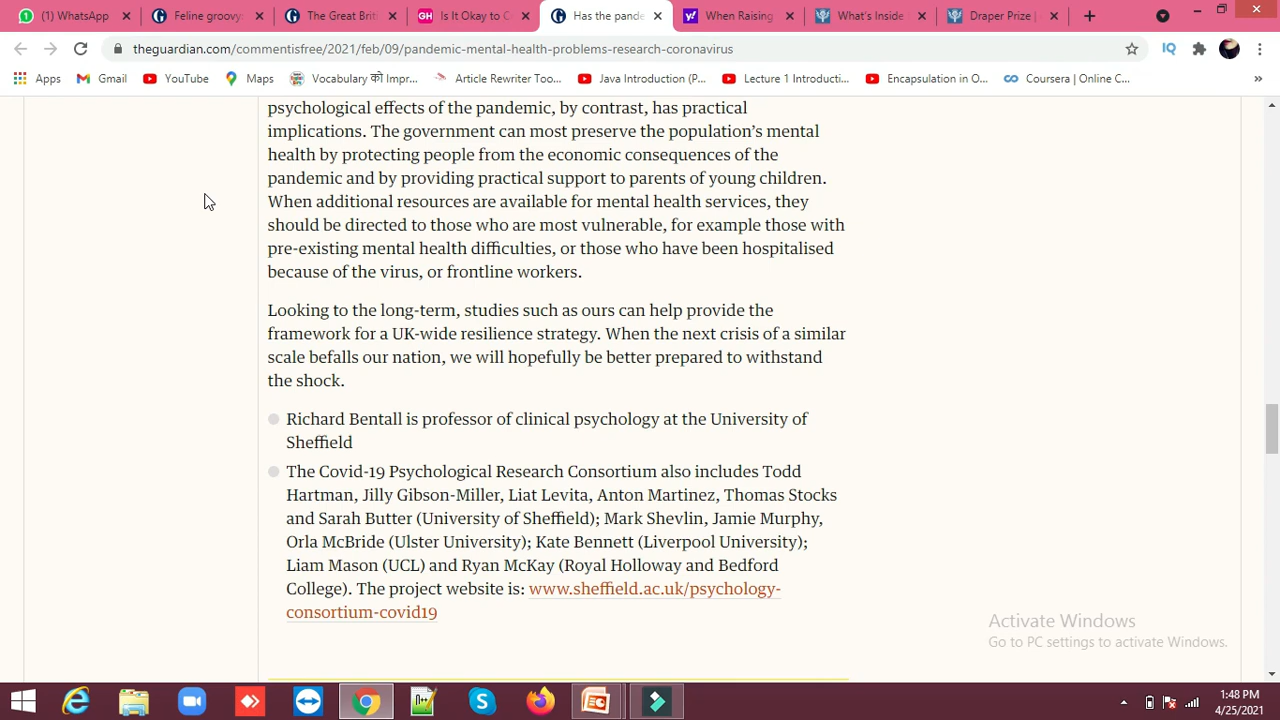 (1) WhatsApp
Feline groovy:
The Great Briti
Is It Okay to C
Has the pande
When Raising
What's Inside
Draper Prize |
theguardian.com/commentisfree/2021/feb/09/pandemic-mental-health-problems-research-coronavirus
Apps
Gmail
YouTube
Maps
Vocabulary को Impr...
Article Rewriter Too...
Java Introduction (P...
Lecture 1 Introducti...
Encapsulation in O...
Coursera | Online C...
psychological effects of the pandemic, by contrast, has practical
implications. The government can most preserve the population’s mental
health by protecting people from the economic consequences of the
pandemic and by providing practical support to parents of young children.
When additional resources are available for mental health services, they
should be directed to those who are most vulnerable, for example those with
pre-existing mental health difficulties, or those who have been hospitalised
because of the virus, or frontline workers.
Looking to the long-term, studies such as ours can help provide the
framework for a UK-wide resilience strategy. When the next crisis of a similar
scale befalls our nation, we will hopefully be better prepared to withstand
the shock.
Richard Bentall is professor of clinical psychology at the University of
Sheffield
The Covid-19 Psychological Research Consortium also includes Todd
Hartman, Jilly Gibson-Miller, Liat Levita, Anton Martinez, Thomas Stocks
and Sarah Butter (University of Sheffield); Mark Shevlin, Jamie Murphy,
Orla McBride (Ulster University); Kate Bennett (Liverpool University);
Liam Mason (UCL) and Ryan McKay (Royal Holloway and Bedford
College). The project website is: www.sheffield.ac.uk/psychology-
consortium-covid19
Activate Windows
Go to PC settings to activate Windows.
1:48 PM
4/25/2021